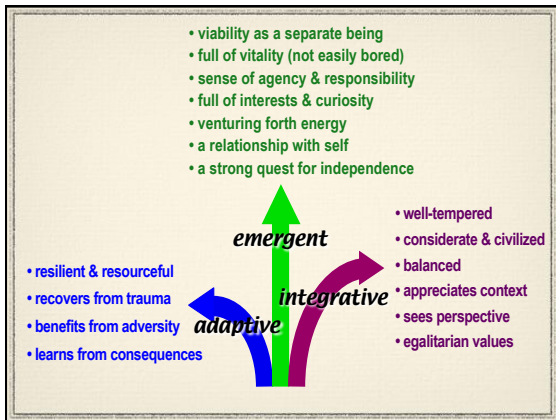 • viability as a separate being
• full of vitality (not easily bored)
• sense of agency & responsibility
• full of interests & curiosity
• venturing forth energy
• a relationship with self
• a strong quest for independence
emergent
• well-tempered
• considerate & civilized
• balanced
• appreciates context
• sees perspective
• egalitarian values
integrative
• resilient & resourceful
• recovers from trauma
• benefits from adversity
• learns from consequences
adaptive